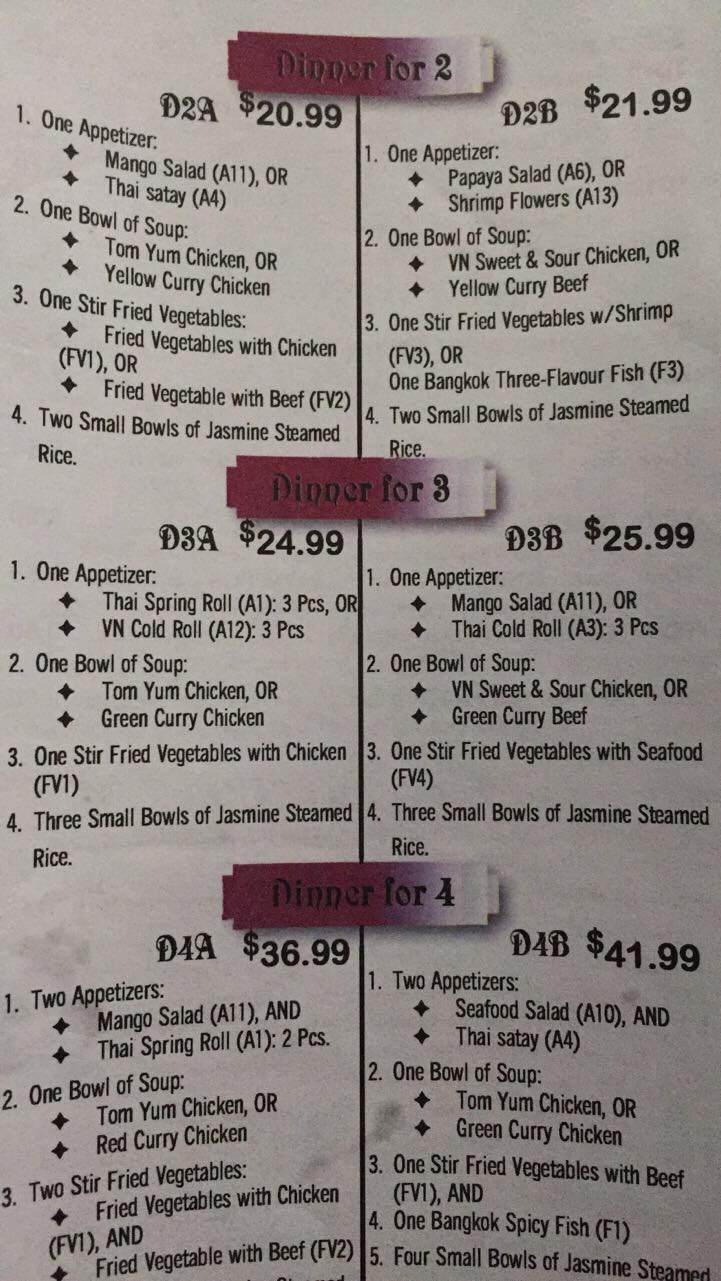 Dinner for 2
D2A $20.99
1. One Appetizer:
✦ Mango Salad (A11), OR
✦ Thai satay (A4)
2. One Bowl of Soup:
✦ Tom Yum Chicken, OR
✦ Yellow Curry Chicken
3. One Stir Fried Vegetables:
✦ Fried Vegetables with Chicken
(FV1), OR
✦ Fried Vegetable with Beef (FV2)
4. Two Small Bowls of Jasmine Steamed
Rice.
D2B $21.99
1. One Appetizer:
✦ Papaya Salad (A6), OR
✦ Shrimp Flowers (A13)
2. One Bowl of Soup:
✦ VN Sweet & Sour Chicken, OR
✦ Yellow Curry Beef
3. One Stir Fried Vegetables w/Shrimp
(FV3), OR
One Bangkok Three-Flavour Fish (F3)
4. Two Small Bowls of Jasmine Steamed
Rice.
Dinner for 3
D3A $24.99
1. One Appetizer:
✦ Thai Spring Roll (A1): 3 Pcs, OR
✦ VN Cold Roll (A12): 3 Pcs
2. One Bowl of Soup:
✦ Tom Yum Chicken, OR
✦ Green Curry Chicken
3. One Stir Fried Vegetables with Chicken
(FV1)
4. Three Small Bowls of Jasmine Steamed
Rice.
D3B $25.99
1. One Appetizer:
✦ Mango Salad (A11), OR
✦ Thai Cold Roll (A3): 3 Pcs
2. One Bowl of Soup:
✦ VN Sweet & Sour Chicken, OR
✦ Green Curry Beef
3. One Stir Fried Vegetables with Seafood
(FV4)
4. Three Small Bowls of Jasmine Steamed
Rice.
Dinner for 4
D4A $36.99
1. Two Appetizers:
✦ Mango Salad (A11), AND
✦ Thai Spring Roll (A1): 2 Pcs.
2. One Bowl of Soup:
✦ Tom Yum Chicken, OR
✦ Red Curry Chicken
3. Two Stir Fried Vegetables:
✦ Fried Vegetables with Chicken
(FV1), AND
✦ Fried Vegetable with Beef (FV2)
D4B $41.99
1. Two Appetizers:
✦ Seafood Salad (A10), AND
✦ Thai satay (A4)
2. One Bowl of Soup:
✦ Tom Yum Chicken, OR
✦ Green Curry Chicken
3. One Stir Fried Vegetables with Beef
(FV1), AND
4. One Bangkok Spicy Fish (F1)
5. Four Small Bowls of Jasmine Steamed